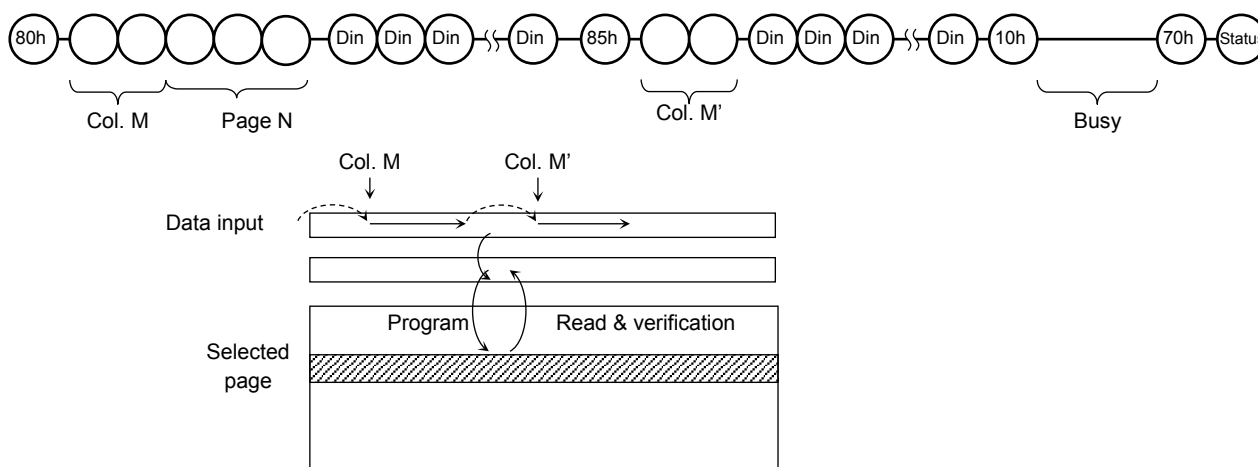 80h Din Din Din Din 85h Din Din Din Din 10h 70h Status
Col. M Page N Col. M’ Busy
Col. M Col. M’
Data input
Program Read & verification
Selected
page